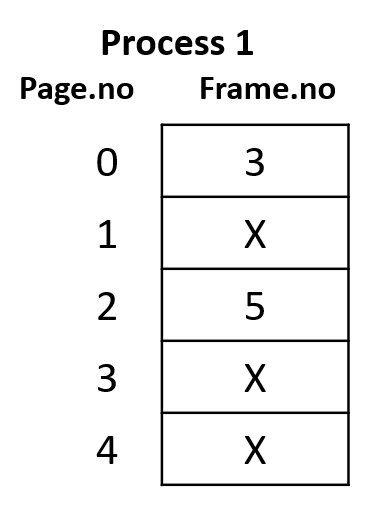 Process 1
Page.no Frame.no
0 3
1 X
2 5
3 X
4 X